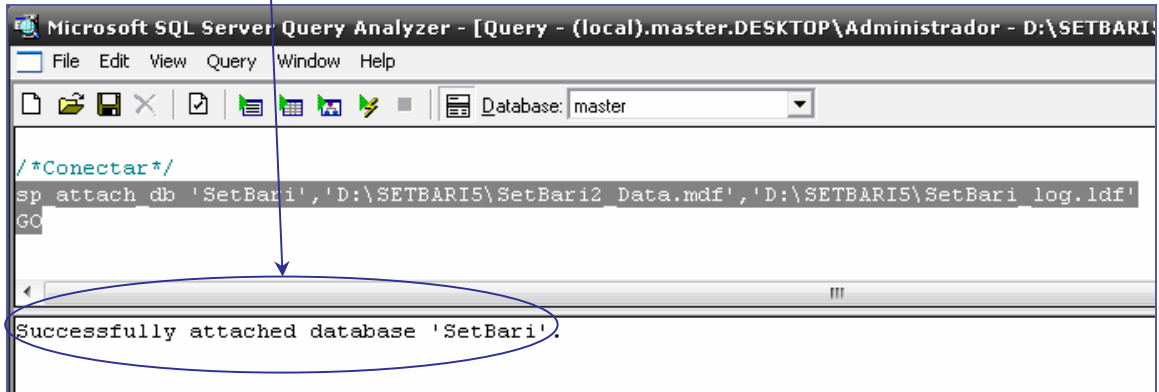 Microsoft SQL Server Query Analyzer - [Query - (local).master.DESKTOP\Administrador - D:\SETBARI5
File Edit View Query Window Help
Database: master
/*Conectar*/
sp_attach_db 'SetBari','D:\SETBARI5\SetBari2_Data.mdf','D:\SETBARI5\SetBari_log.ldf'
GO
Successfully attached database 'SetBari'.